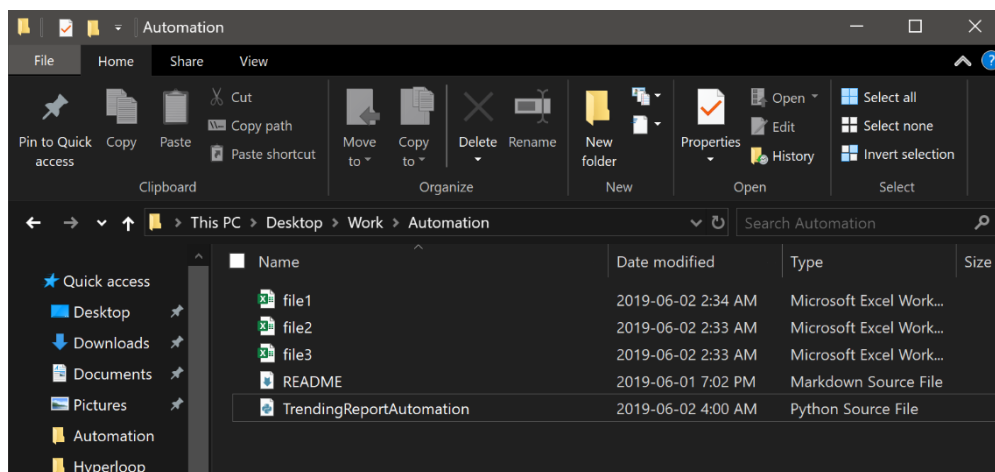 Automation
File Home Share View
Pin to Quick access
Copy
Paste
Cut
Copy path
Paste shortcut
Move to
Copy to
Delete
Rename
New folder
Properties
Open
Edit
History
Select all
Select none
Invert selection
Clipboard Organize New Open Select
This PC > Desktop > Work > Automation
Search Automation
Name Date modified Type Size
Quick access
Desktop
Downloads
Documents
Pictures
Automation
Hyperloop
file1 2019-06-02 2:34 AM Microsoft Excel Work...
file2 2019-06-02 2:33 AM Microsoft Excel Work...
file3 2019-06-02 2:33 AM Microsoft Excel Work...
README 2019-06-01 7:02 PM Markdown Source File
TrendingReportAutomation 2019-06-02 4:00 AM Python Source File